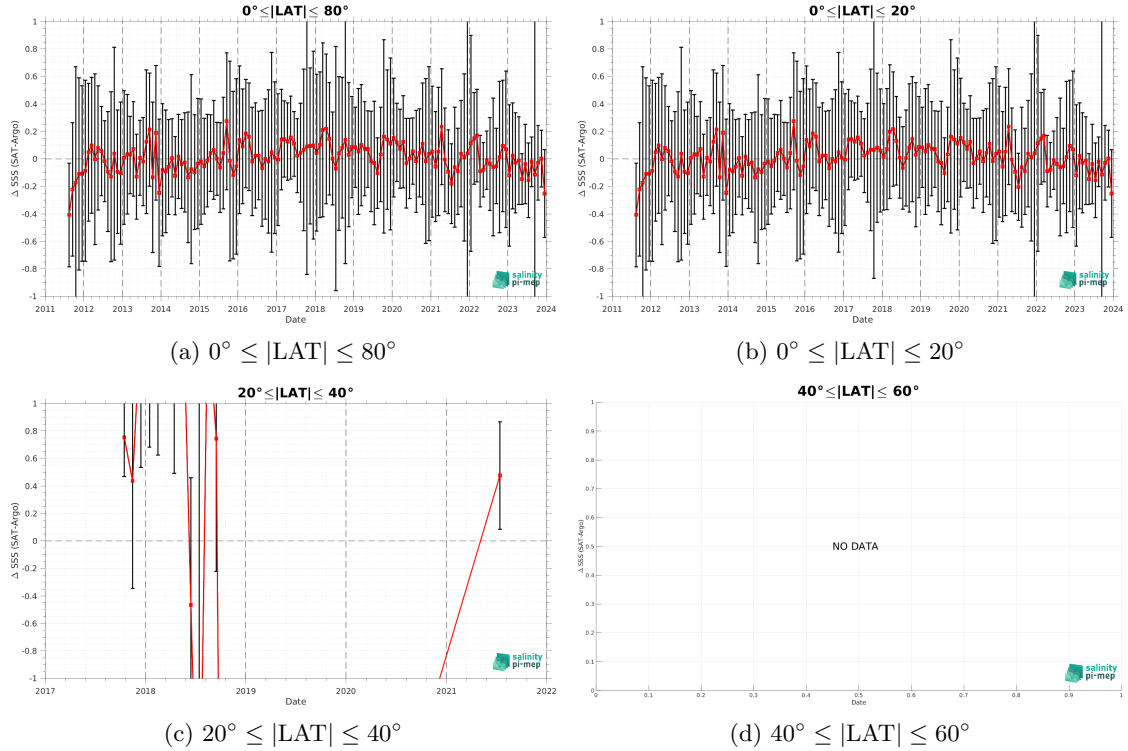 0°≤|LAT|≤ 80°
Δ SSS (SAT-Argo)
1
0.8
0.6
0.4
0.2
0
-0.2
-0.4
-0.6
-0.8
-1
2011 2012 2013 2014 2015 2016 2017 2018 2019 2020 2021 2022 2023 2024
Date
salinity
pi-mep
(a) 0° ≤ |LAT| ≤ 80°
0°≤|LAT|≤ 20°
Δ SSS (SAT-Argo)
1
0.8
0.6
0.4
0.2
0
-0.2
-0.4
-0.6
-0.8
-1
2011 2012 2013 2014 2015 2016 2017 2018 2019 2020 2021 2022 2023 2024
Date
salinity
pi-mep
(b) 0° ≤ |LAT| ≤ 20°
20°≤|LAT|≤ 40°
Δ SSS (SAT-Argo)
1
0.8
0.6
0.4
0.2
0
-0.2
-0.4
-0.6
-0.8
-1
2017 2018 2019 2020 2021 2022
Date
salinity
pi-mep
(c) 20° ≤ |LAT| ≤ 40°
40°≤|LAT|≤ 60°
Δ SSS (SAT-Argo)
1
0.9
0.8
0.7
0.6
0.5
0.4
0.3
0.2
0.1
0
NO DATA
0 0.1 0.2 0.3 0.4 0.5 0.6 0.7 0.8 0.9 1
Date
salinity
pi-mep
(d) 40° ≤ |LAT| ≤ 60°